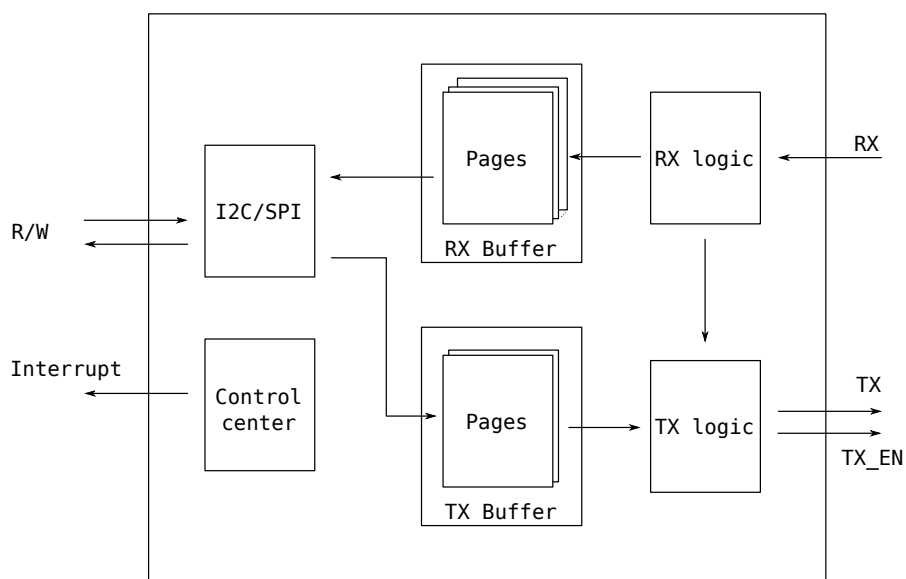 RX
Pages
RX logic
I2C/SPI
R/W
RX Buffer
Interrupt
Control
center
TX
Pages
TX logic
TX_EN
TX Buffer